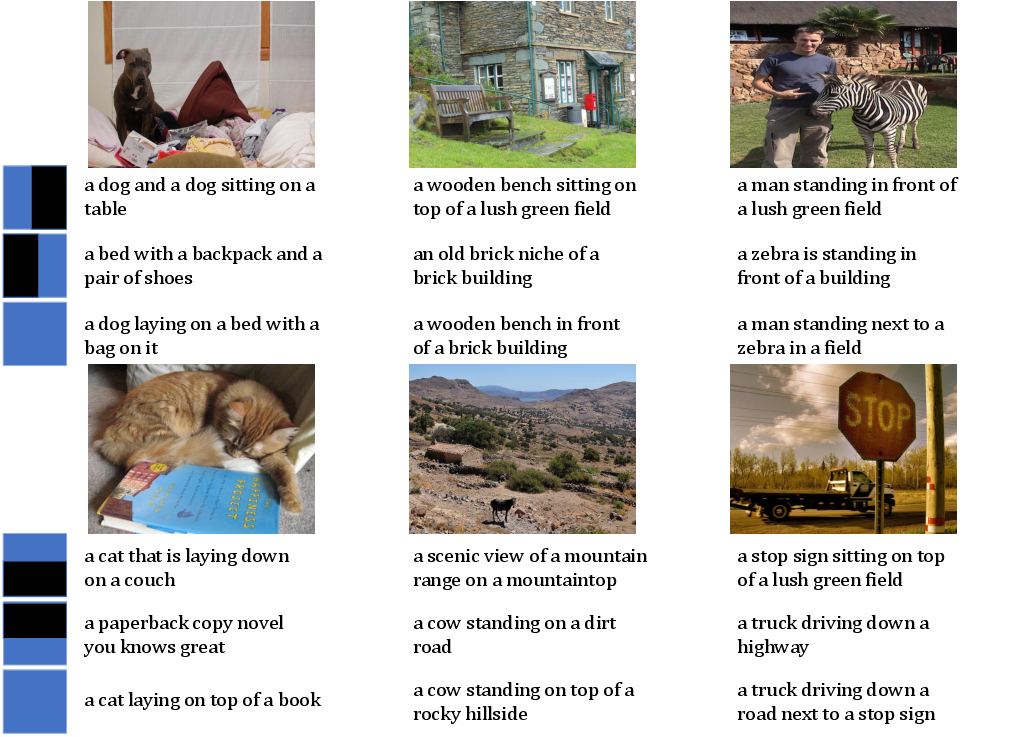 a dog and a dog sitting on a
table
a wooden bench sitting on
top of a lush green field
a man standing in front of
a lush green field
a bed with a backpack and a
pair of shoes
an old brick niche of a
brick building
a zebra is standing in
front of a building
a dog laying on a bed with a
bag on it
a wooden bench in front
of a brick building
a man standing next to a
zebra in a field
THE
HAPPINESS
PROJECT
STOP
a cat that is laying down
on a couch
a scenic view of a mountain
range on a mountaintop
a stop sign sitting on top
of a lush green field
a paperback copy novel
you knows great
a cow standing on a dirt
road
a truck driving down a
highway
a cat laying on top of a book
a cow standing on top of a
rocky hillside
a truck driving down a
road next to a stop sign